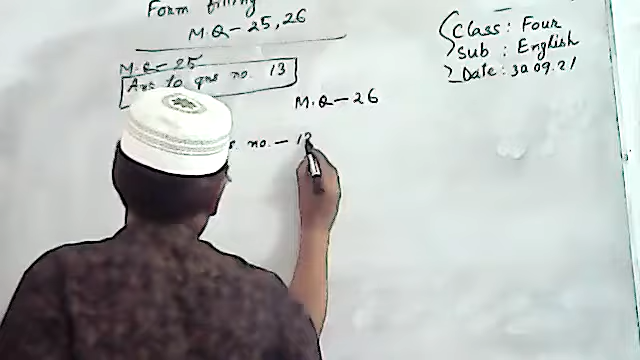 Form filling
M.Q-25,26
M.Q-25
Ans to qns no. 13
M.Q-26
s. no. - 13
Class: Four
Sub: English
Date: 30.09.21